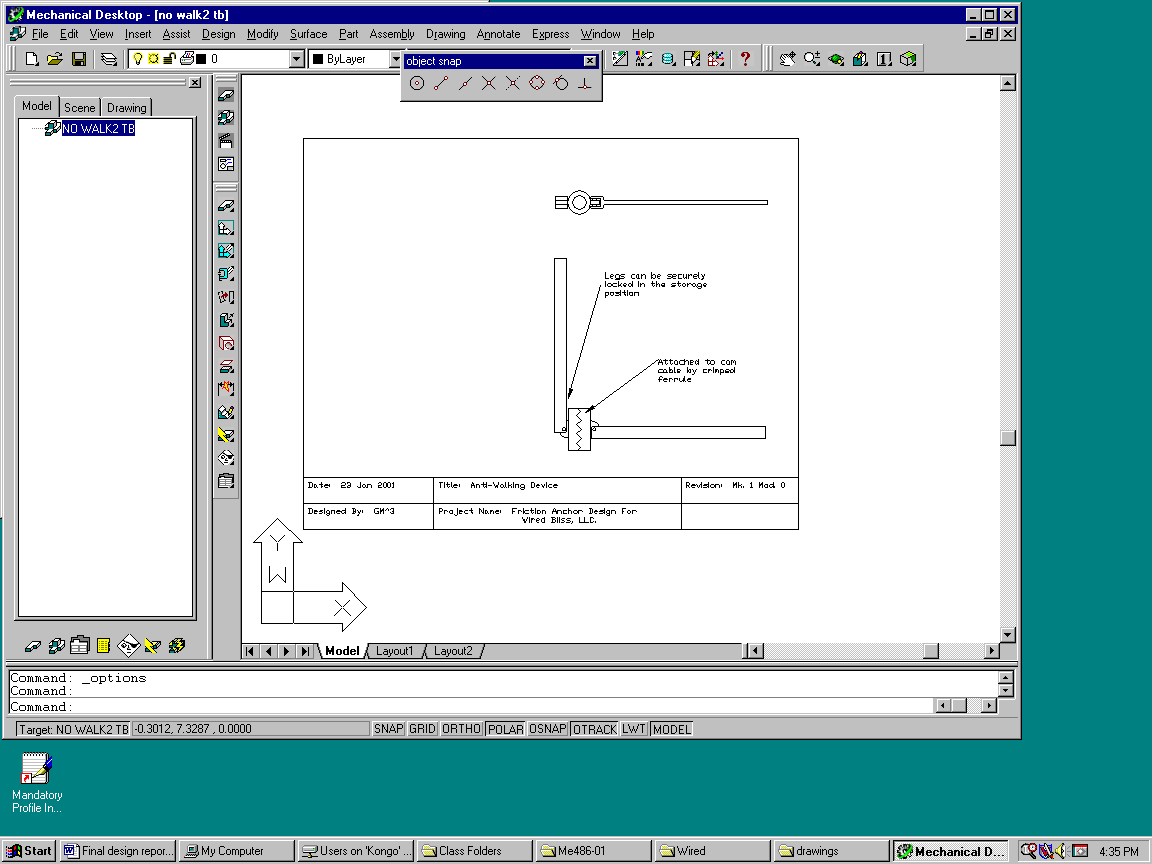 Mechanical Desktop - [no walk2 tb]
File Edit View Insert Assist Design Modify Surface Part Assembly Drawing Annotate Express Window Help
0 ByLayer
object snap
Model Scene Drawing
NO WALK2 TB
Legs can be securely
locked in the storage
position
Attached to cam
cable by crimped
ferrule
Date: 29 Jan 2001 Title: Anti-Walking Device Revision: Mk. 1 Mod. 0
Designed By: GM^3 Project Name: Friction Anchor Design For
Wired Bliss, LLC.
Y
W
X
Model Layout1 Layout2
Command: _options
Command:
Command:
Target: NO WALK2 TB -0.3012, 7.3287 , 0.0000 SNAP GRID ORTHO POLAR OSNAP OTRACK LWT MODEL
Mandatory
Profile In...
Start Final design repor... My Computer Users on 'Kongo' ... Class Folders Me486-01 Wired drawings Mechanical D... 4:35 PM